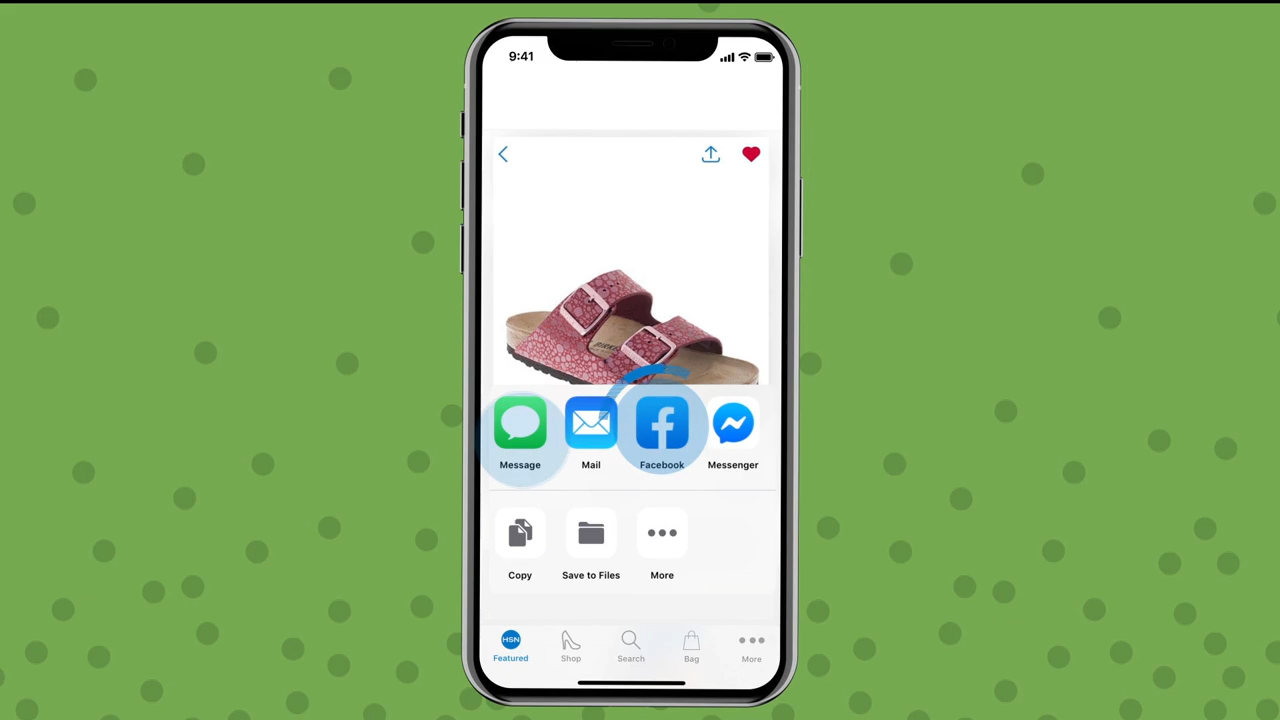 9:41
Message
Mail
Facebook
Messenger
Copy
Save to Files
More
HSN
Featured
Shop
Search
Bag
More